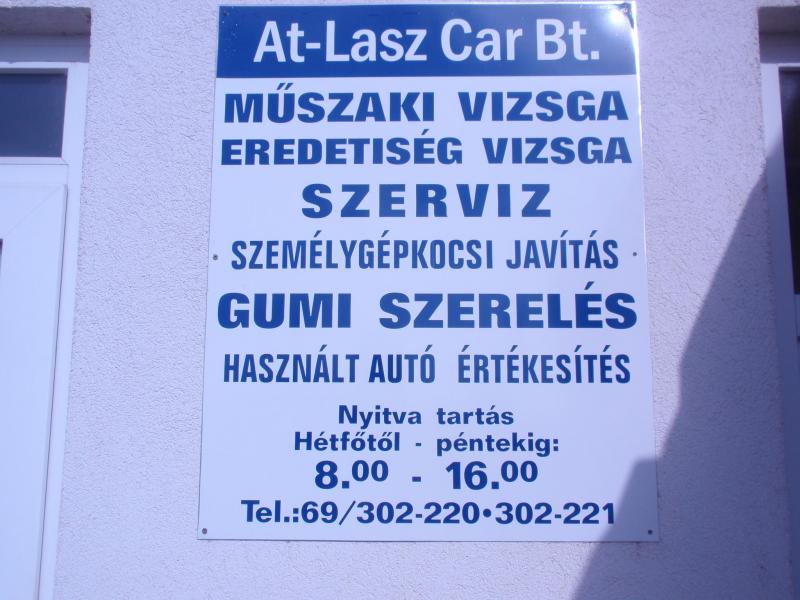 At-Lasz Car Bt.
MŰSZAKI VIZSGA
EREDETISÉG VIZSGA
SZERVIZ
SZEMÉLYGÉPKOCSI JAVÍTÁS
GUMI SZERELÉS
HASZNÁLT AUTÓ ÉRTÉKESÍTÉS
Nyitva tartás
Hétfőtől - péntekig:
8.00 - 16.00
Tel.:69/302-220•302-221